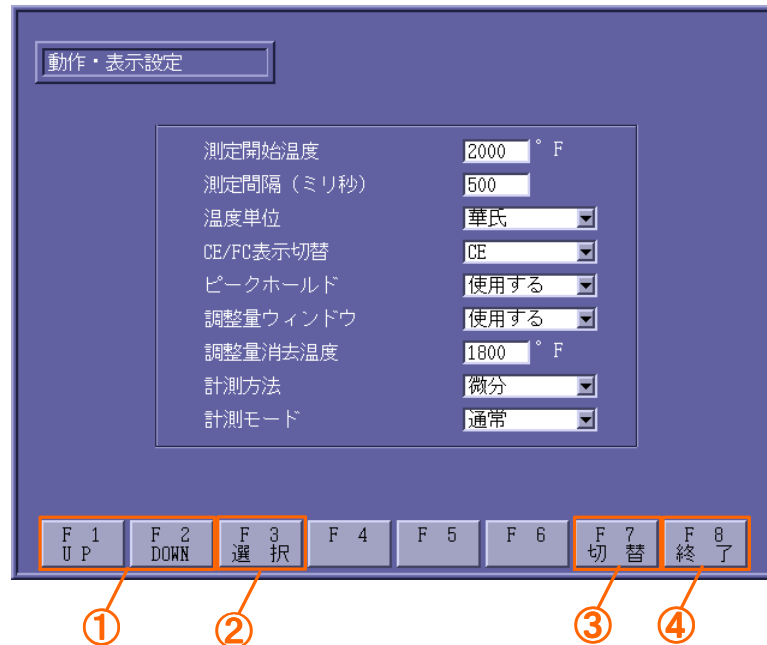 動作・表示設定
測定開始温度 2000 °F
測定間隔（ミリ秒） 500
温度単位 華氏
CE/FC表示切替 CE
ピークホールド 使用する
調整量ウィンドウ 使用する
調整量消去温度 1800 °F
計測方法 微分
計測モード 通常
F 1 F 2 F 3 F 4 F 5 F 6 F 7 F 8
U P DOWN 選 択 切 替 終 了
① ② ③ ④